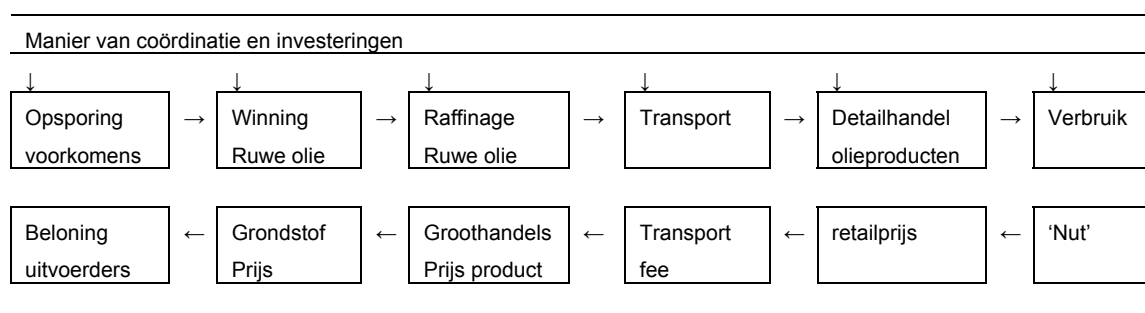 Manier van coördinatie en investeringen
↓ ↓ ↓ ↓ ↓ ↓
Opsporing → Winning → Raffinage → Transport → Detailhandel → Verbruik
voorkomens Ruwe olie Ruwe olie olieproducten
Beloning ← Grondstof ← Groothandels ← Transport ← retailprijs ← ‘Nut’
uitvoerders Prijs Prijs product fee